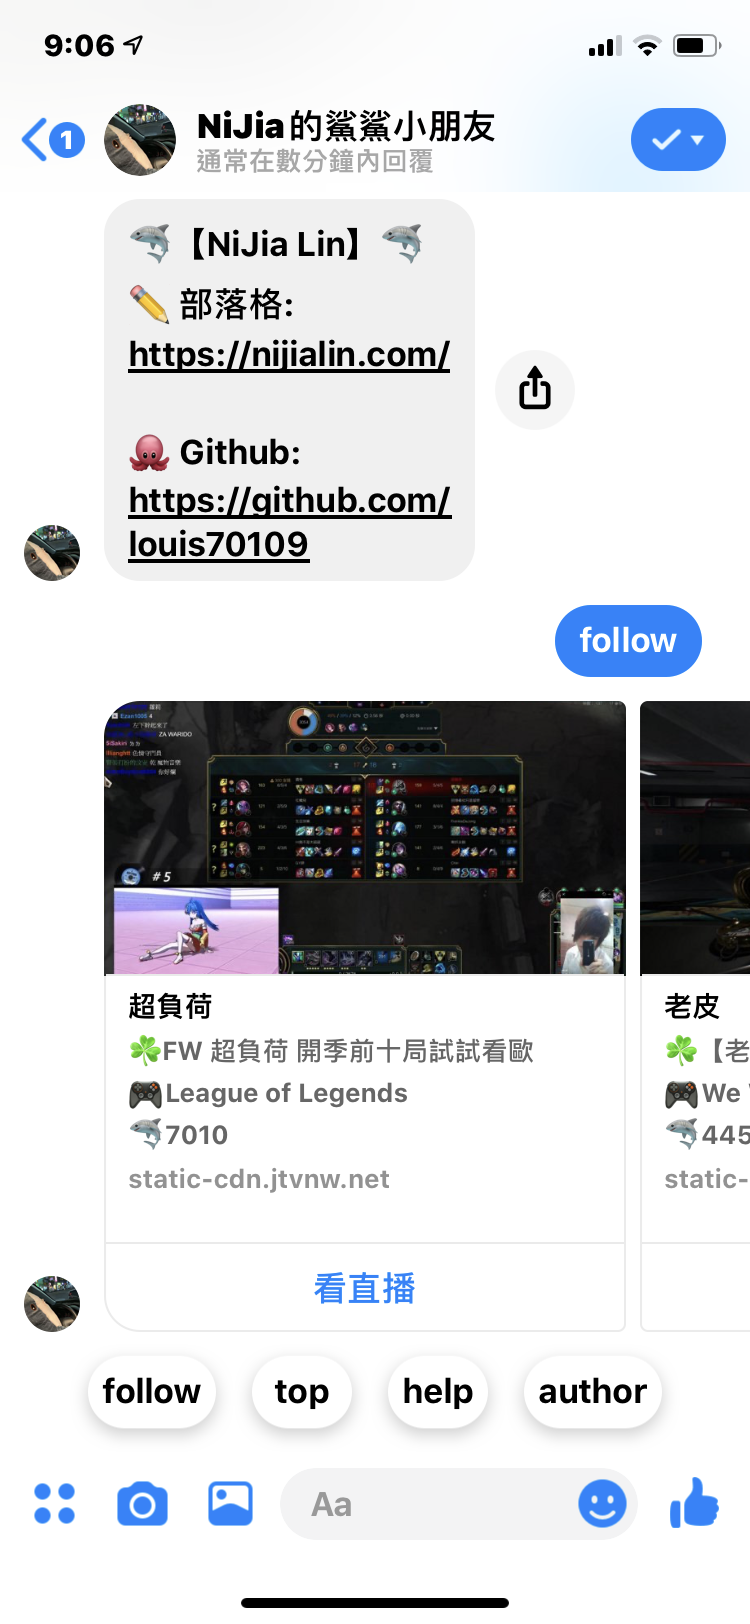 9:06
1
NiJia的鯊鯊小朋友
通常在數分鐘內回覆
【NiJia Lin】
部落格:
https://nijialin.com/
Github:
https://github.com/
louis70109
follow
ZA WARIDO
#5
超負荷
FW 超負荷 開季前十局試試看歐
League of Legends
7010
static-cdn.jtvnw.net
看直播
老皮
【老
We
445
static-
follow
top
help
author
Aa